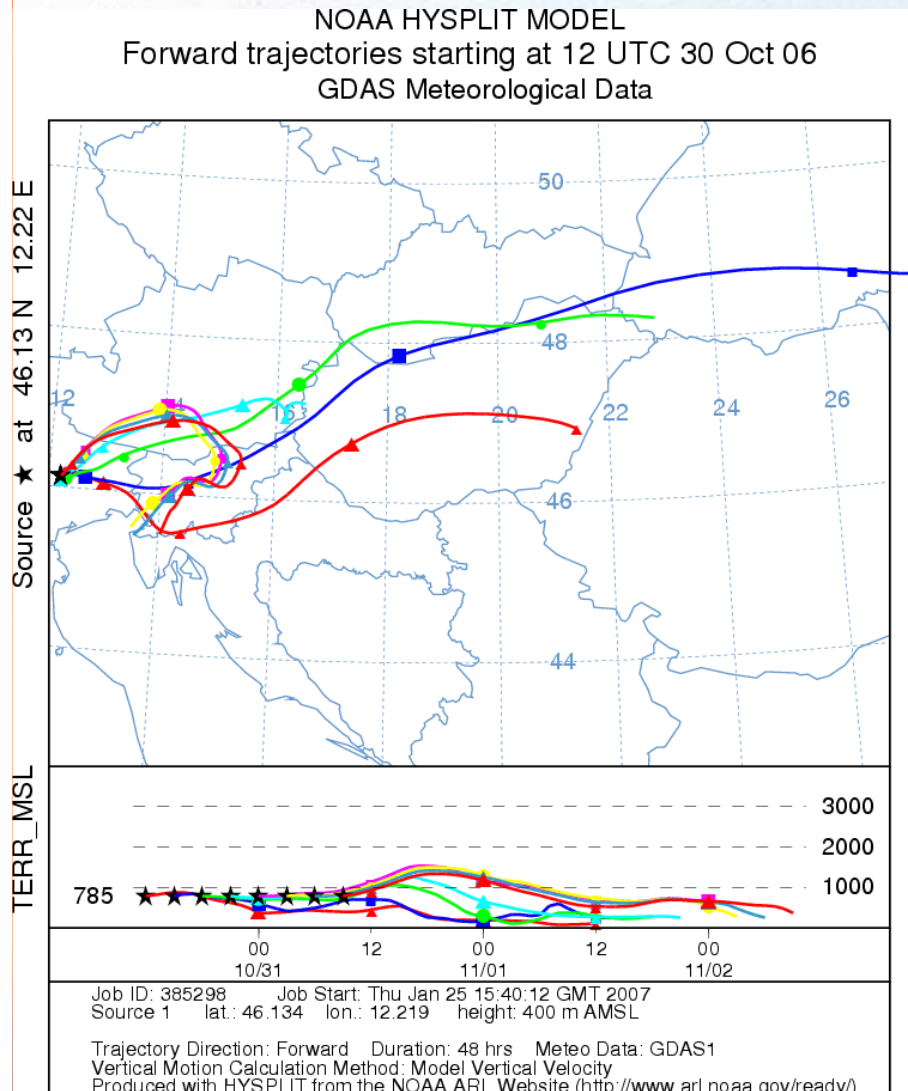 NOAA HYSPLIT MODEL
Forward trajectories starting at 12 UTC 30 Oct 06
GDAS Meteorological Data
Source ★ at 46.13 N 12.22 E
50
48
12 14 16 18 20 22 24 26
46
44
TERR_MSL
3000
2000
1000
785
00 12 00 12 00
10/31 11/01 11/02
Job ID: 385298 Job Start: Thu Jan 25 15:40:12 GMT 2007
Source 1 lat.: 46.134 lon.: 12.219 height: 400 m AMSL
Trajectory Direction: Forward Duration: 48 hrs Meteo Data: GDAS1
Vertical Motion Calculation Method: Model Vertical Velocity
Produced with HYSPLIT from the NOAA ARL Website (http://www.arl.noaa.gov/ready/)